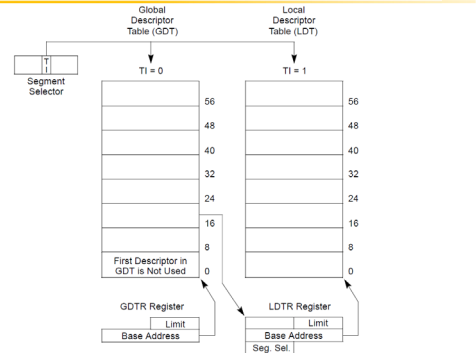 Global
Descriptor
Table (GDT)
Local
Descriptor
Table (LDT)
T
I
Segment
Selector
TI = 0
TI = 1
56
48
40
32
24
16
8
First Descriptor in
GDT is Not Used
0
56
48
40
32
24
16
8
0
GDTR Register
Limit
Base Address
LDTR Register
Limit
Base Address
Seg. Sel.